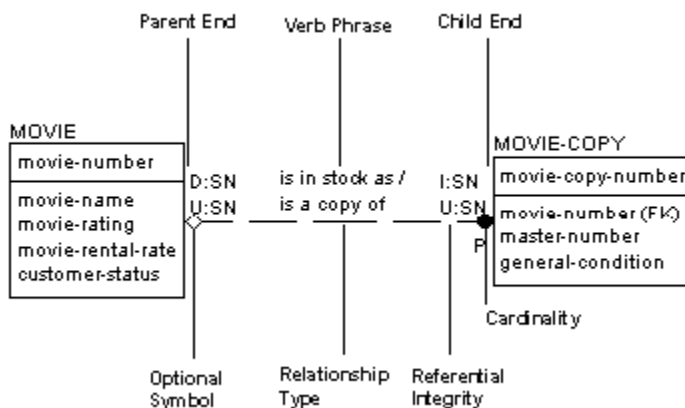 Parent End
Verb Phrase
Child End
MOVIE
movie-number
movie-name
movie-rating
movie-rental-rate
customer-status
D:SN
U:SN
is in stock as /
is a copy of
I:SN
U:SN
P
MOVIE-COPY
movie-copy-number
movie-number (FK)
master-number
general-condition
Cardinality
Optional
Symbol
Relationship
Type
Referential
Integrity